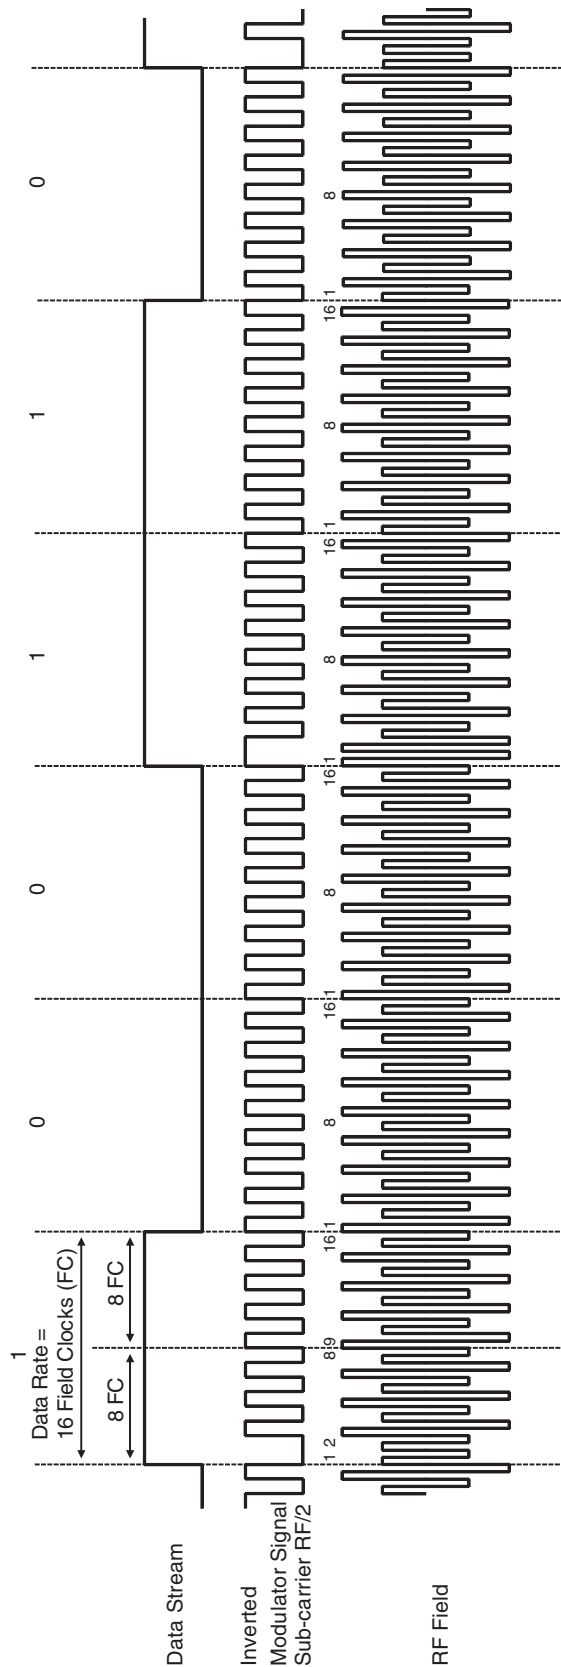 1 0 0 1 1 0
Data Rate =
16 Field Clocks (FC)
8 FC 8 FC
Data Stream
Inverted
Modulator Signal
Sub-carrier RF/2
1 2 8 9 16 1 8 16 1 8 16 1 8 16 1 8 16 1 8
RF Field